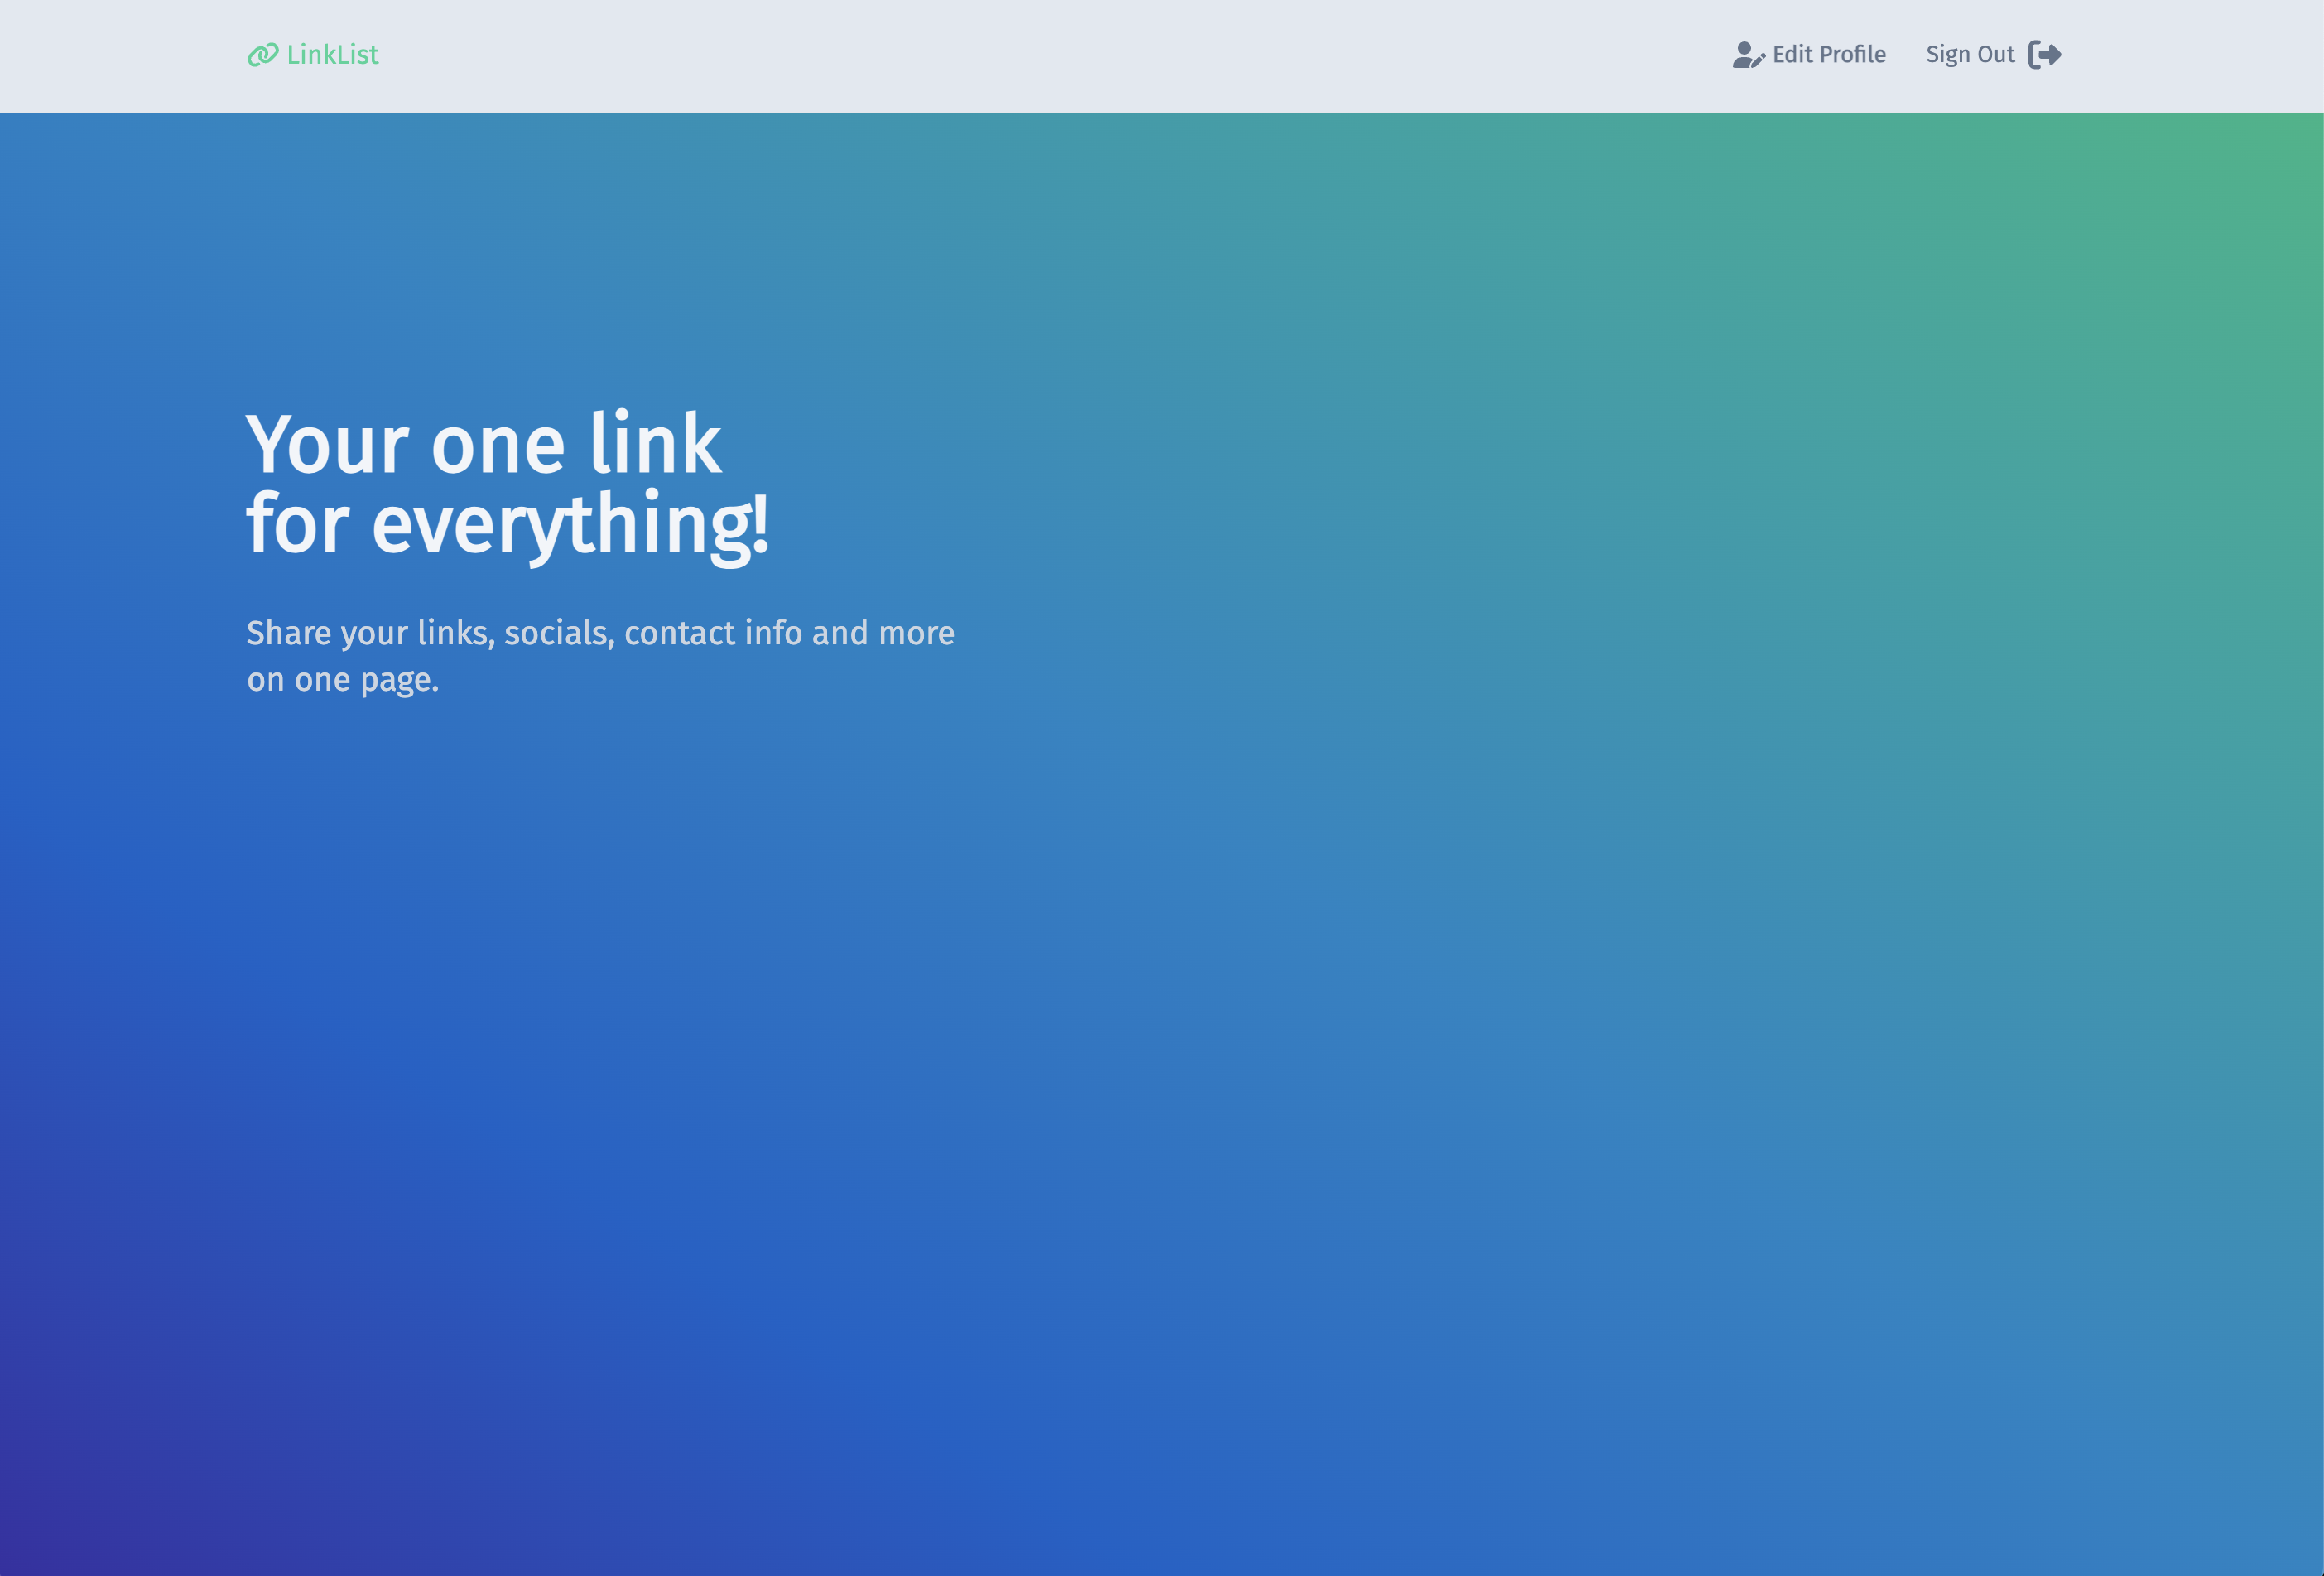 LinkList
Edit Profile
Sign Out
Your one link
for everything!
Share your links, socials, contact info and more
on one page.